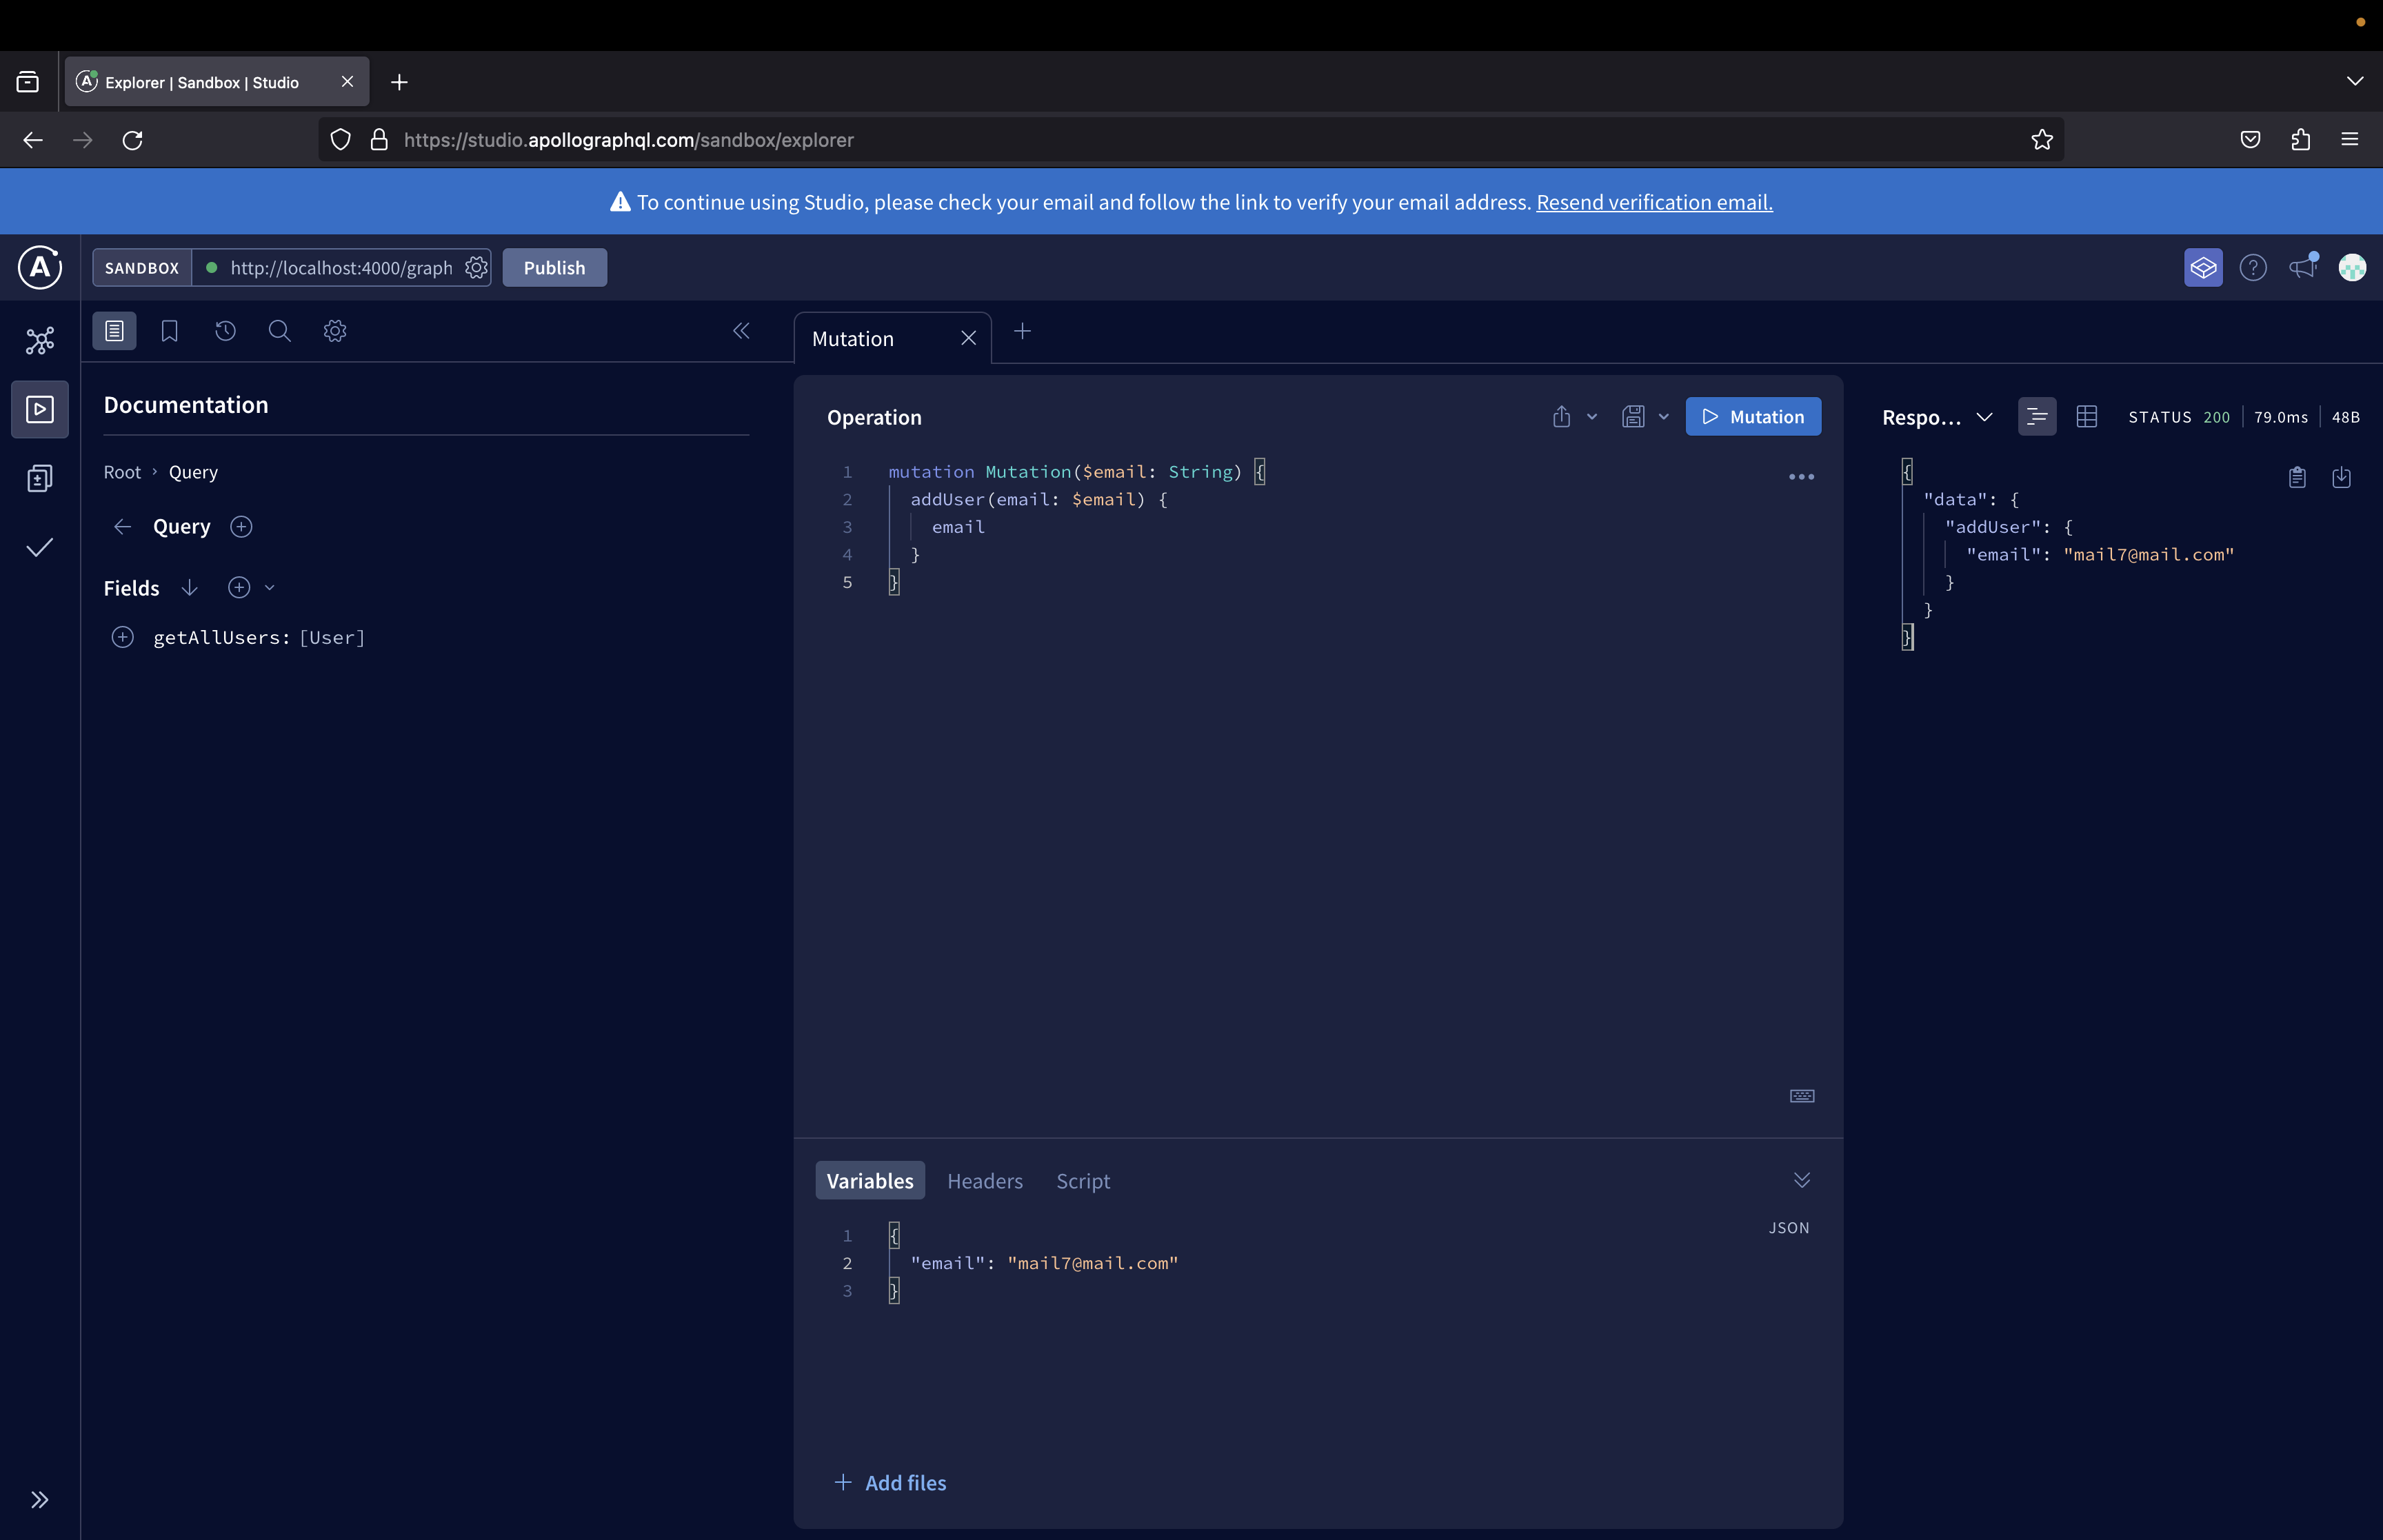 Explorer | Sandbox | Studio
https://studio.apollographql.com/sandbox/explorer
To continue using Studio, please check your email and follow the link to verify your email address. Resend verification email.
SANDBOX http://localhost:4000/graph Publish
Mutation
Documentation
Root › Query
Query
Fields
getAllUsers: [User]
Operation
Mutation
1 mutation Mutation($email: String) {
2 addUser(email: $email) {
3 email
4 }
5 }
Variables Headers Script
JSON
1 {
2 "email": "mail7@mail.com"
3 }
Add files
Respo... STATUS 200 79.0ms 48B
{
"data": {
"addUser": {
"email": "mail7@mail.com"
}
}
}